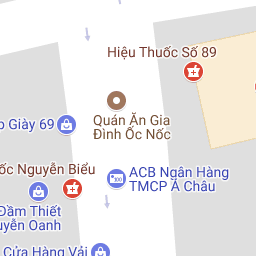 Hiệu Thuốc Số 89
Quán Ăn Gia
Đình Ốc Nốc
Giày 69
Nguyễn Biểu
ACB Ngân Hàng
TMCP Á Châu
Đầm Thiết
Oanh
Cửa Hàng Vải